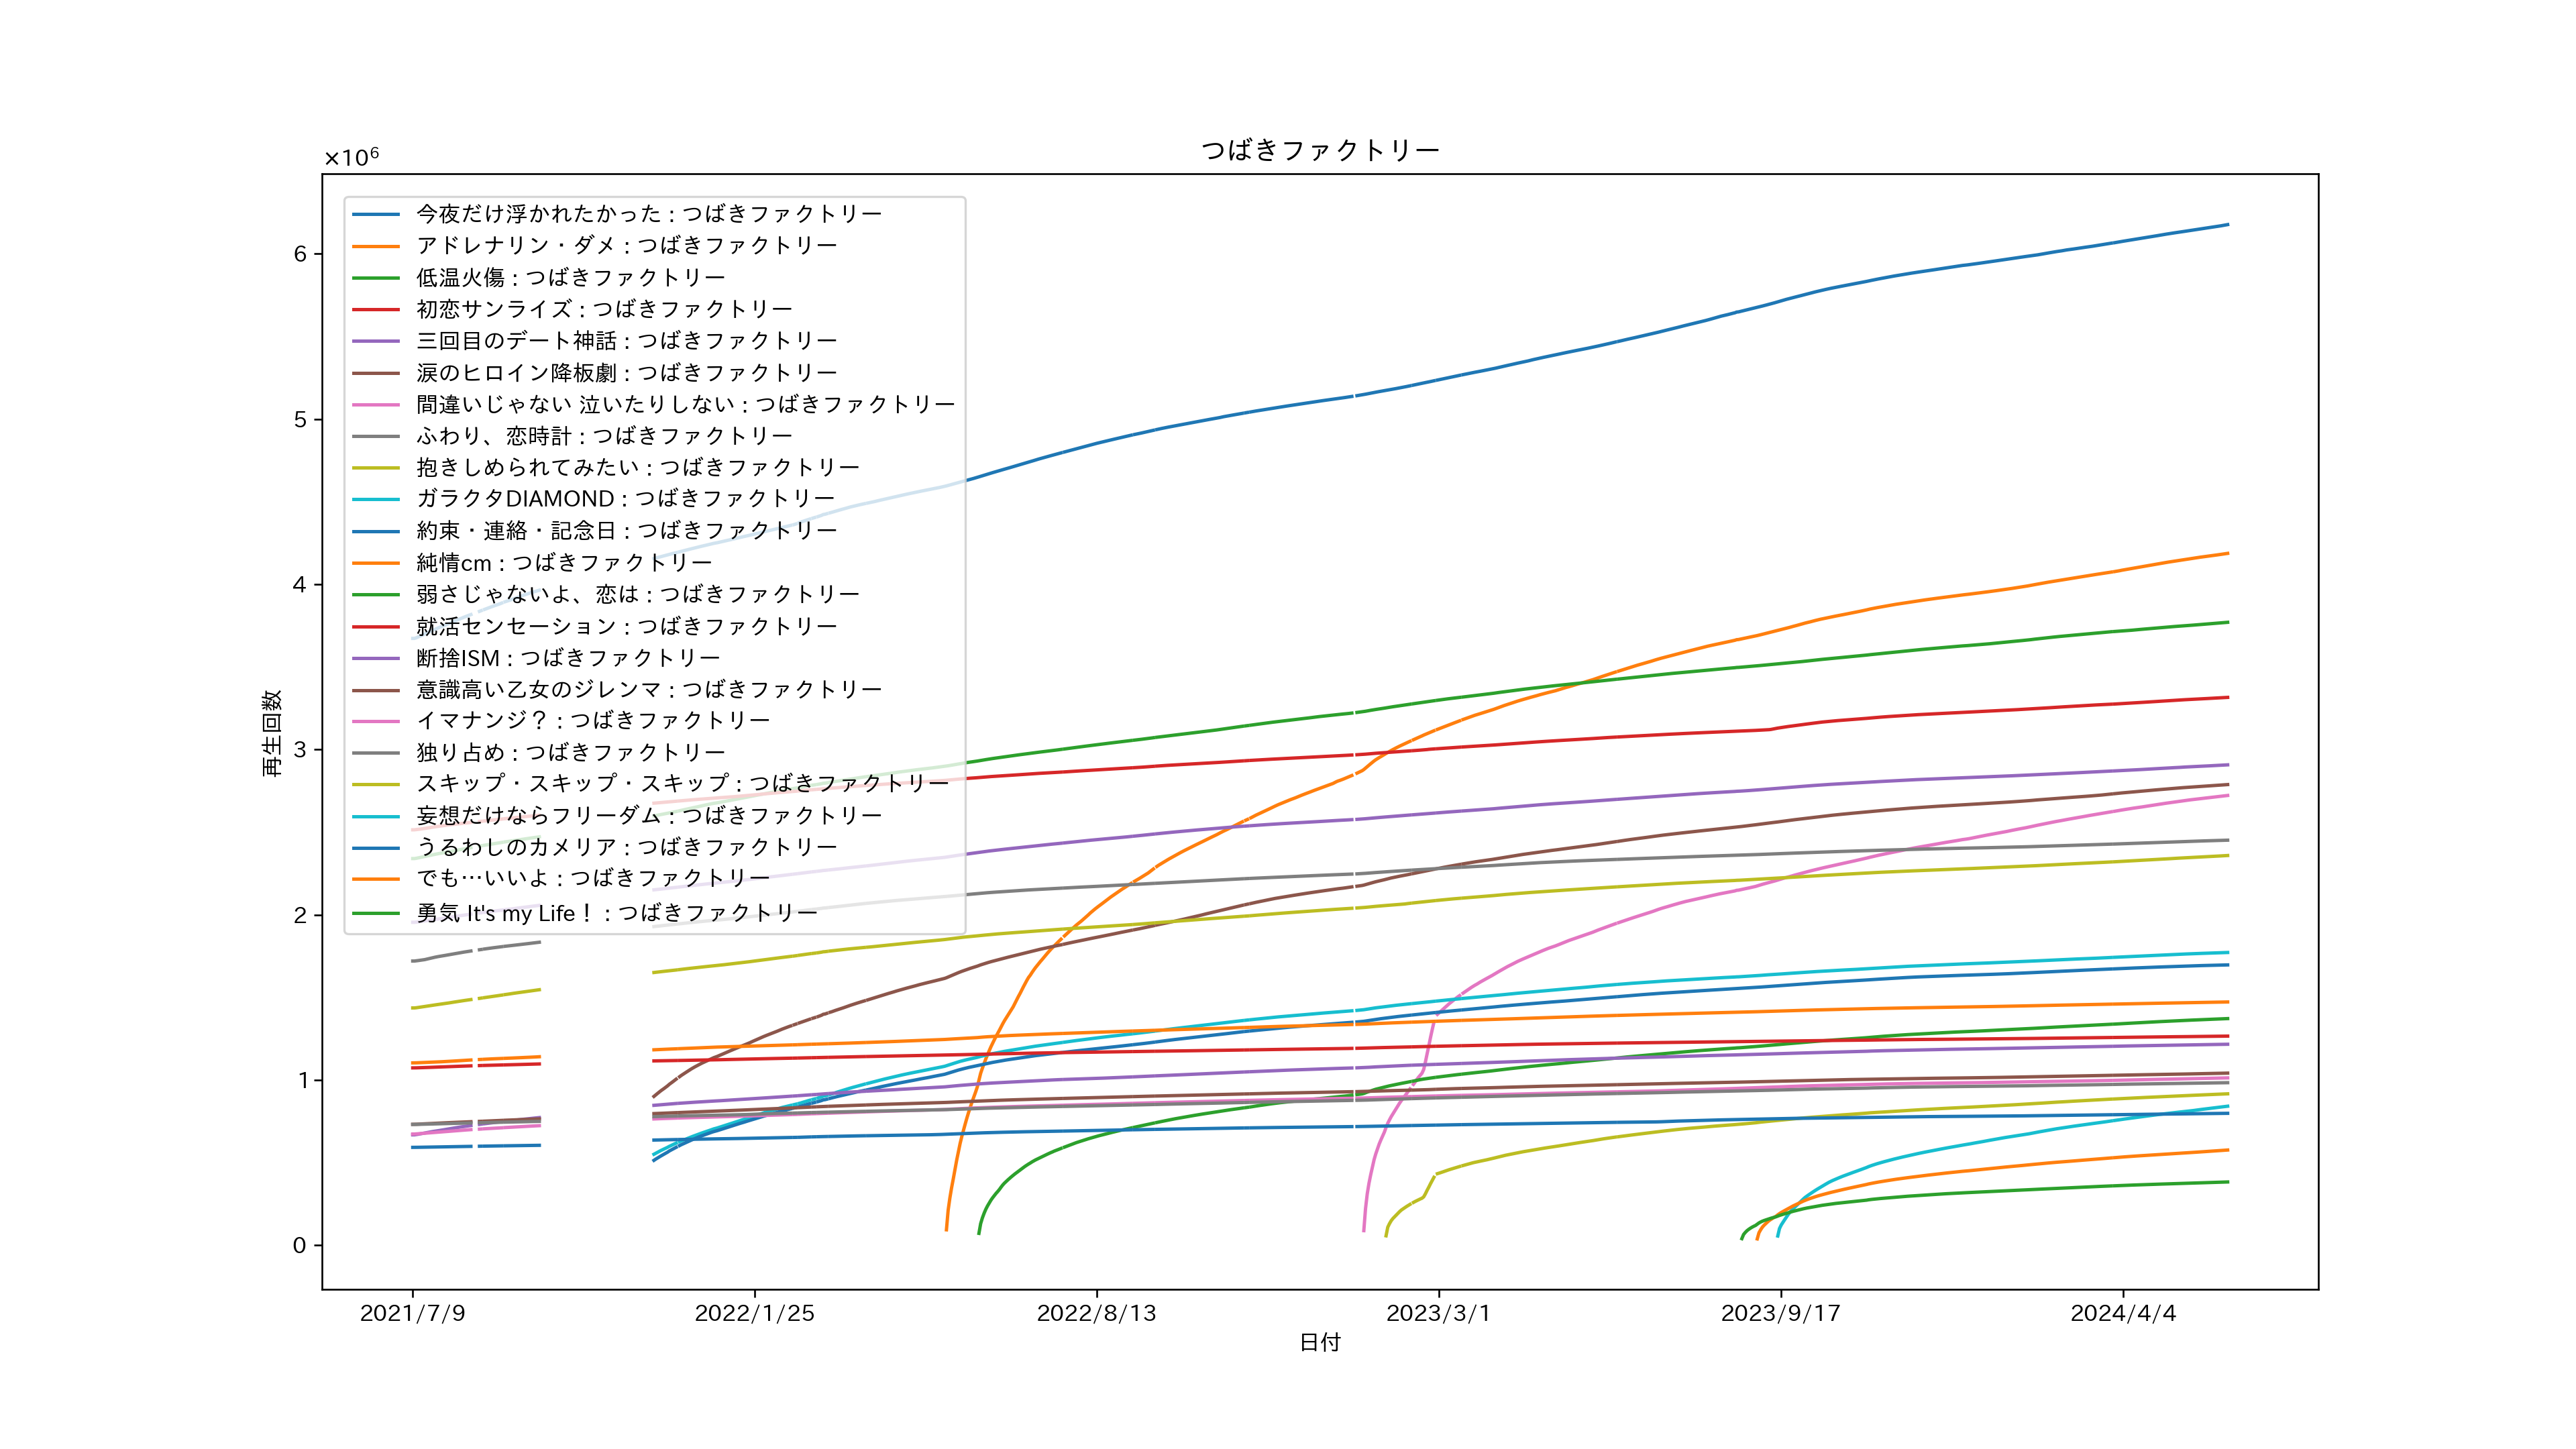 つばきファクトリー
×10⁶
今夜だけ浮かれたかった : つばきファクトリー
アドレナリン・ダメ : つばきファクトリー
低温火傷 : つばきファクトリー
初恋サンライズ : つばきファクトリー
三回目のデート神話 : つばきファクトリー
涙のヒロイン降板劇 : つばきファクトリー
間違いじゃない 泣いたりしない : つばきファクトリー
ふわり、恋時計 : つばきファクトリー
抱きしめられてみたい : つばきファクトリー
ガラクタDIAMOND : つばきファクトリー
約束・連絡・記念日 : つばきファクトリー
純情cm : つばきファクトリー
弱さじゃないよ、恋は : つばきファクトリー
就活センセーション : つばきファクトリー
断捨ISM : つばきファクトリー
意識高い乙女のジレンマ : つばきファクトリー
イマナンジ？ : つばきファクトリー
独り占め : つばきファクトリー
スキップ・スキップ・スキップ : つばきファクトリー
妄想だけならフリーダム : つばきファクトリー
うるわしのカメリア : つばきファクトリー
でも…いいよ : つばきファクトリー
勇気 It's my Life！ : つばきファクトリー
6
5
4
3
2
1
0
再生回数
2021/7/9
2022/1/25
2022/8/13
2023/3/1
2023/9/17
2024/4/4
日付